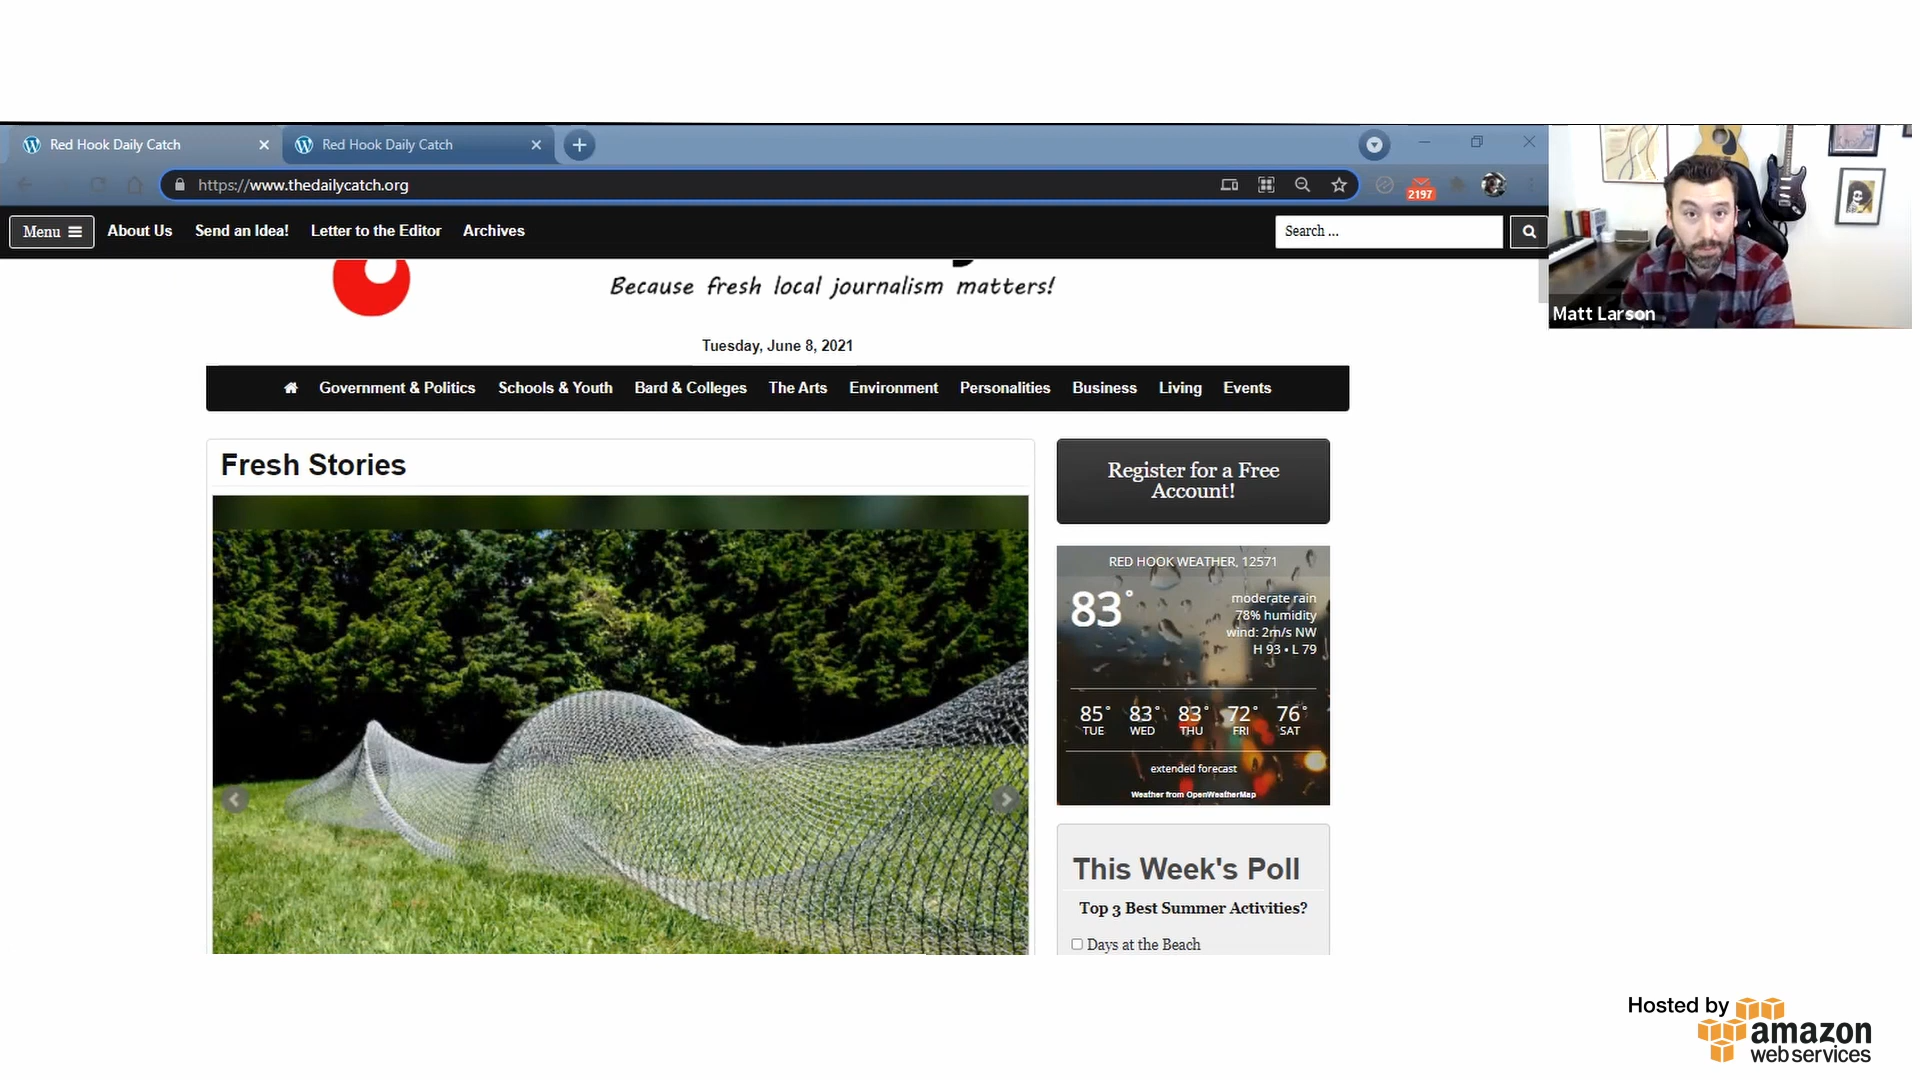 Red Hook Daily Catch
Red Hook Daily Catch
https://www.thedailycatch.org
2197
Menu
About Us
Send an Idea!
Letter to the Editor
Archives
Search ...
Matt Larson
Because fresh local journalism matters!
Tuesday, June 8, 2021
Government & Politics
Schools & Youth
Bard & Colleges
The Arts
Environment
Personalities
Business
Living
Events
Fresh Stories
Register for a Free
Account!
RED HOOK WEATHER, 12571
83°
moderate rain
78% humidity
wind: 2m/s NW
H 93 • L 79
85° 83° 83° 72° 76°
TUE WED THU FRI SAT
extended forecast
Weather from OpenWeatherMap
This Week's Poll
Top 3 Best Summer Activities?
Days at the Beach
Hosted by
amazon
web services